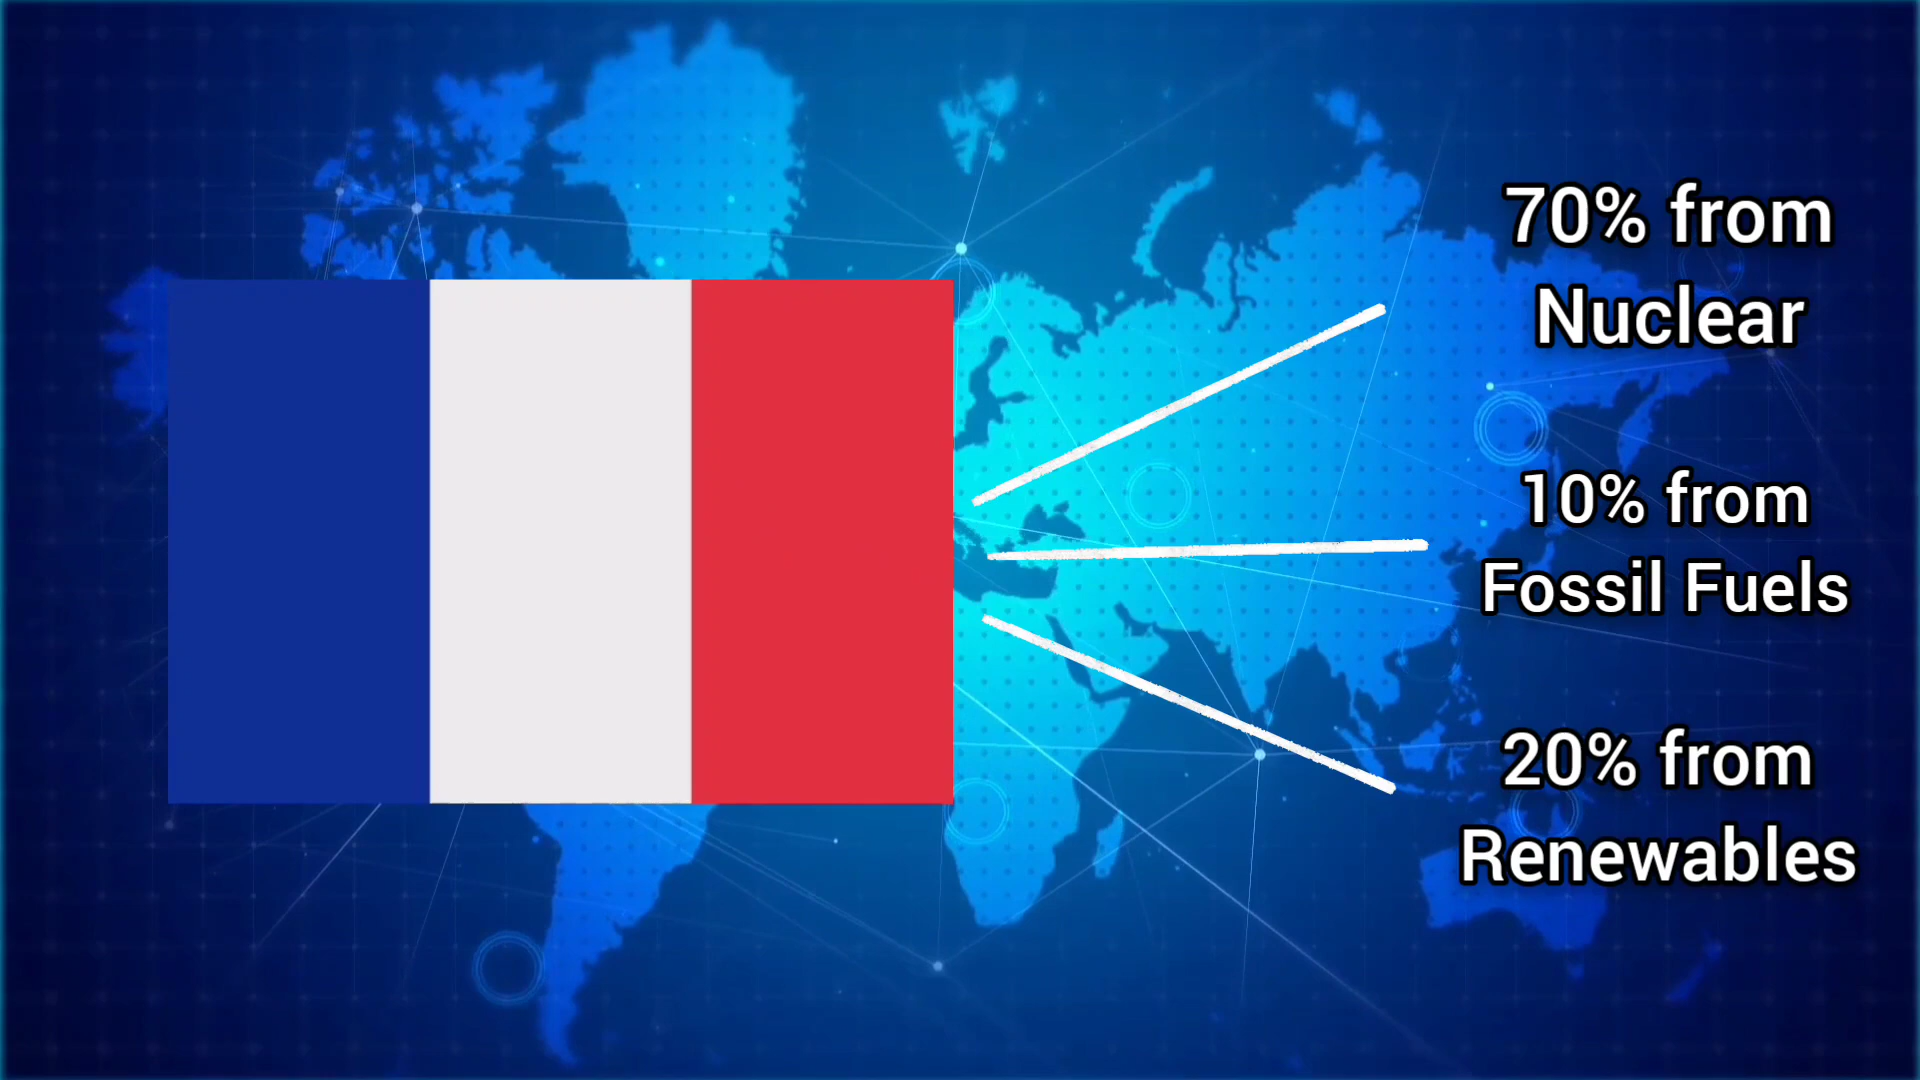 70% from
Nuclear
10% from
Fossil Fuels
20% from
Renewables